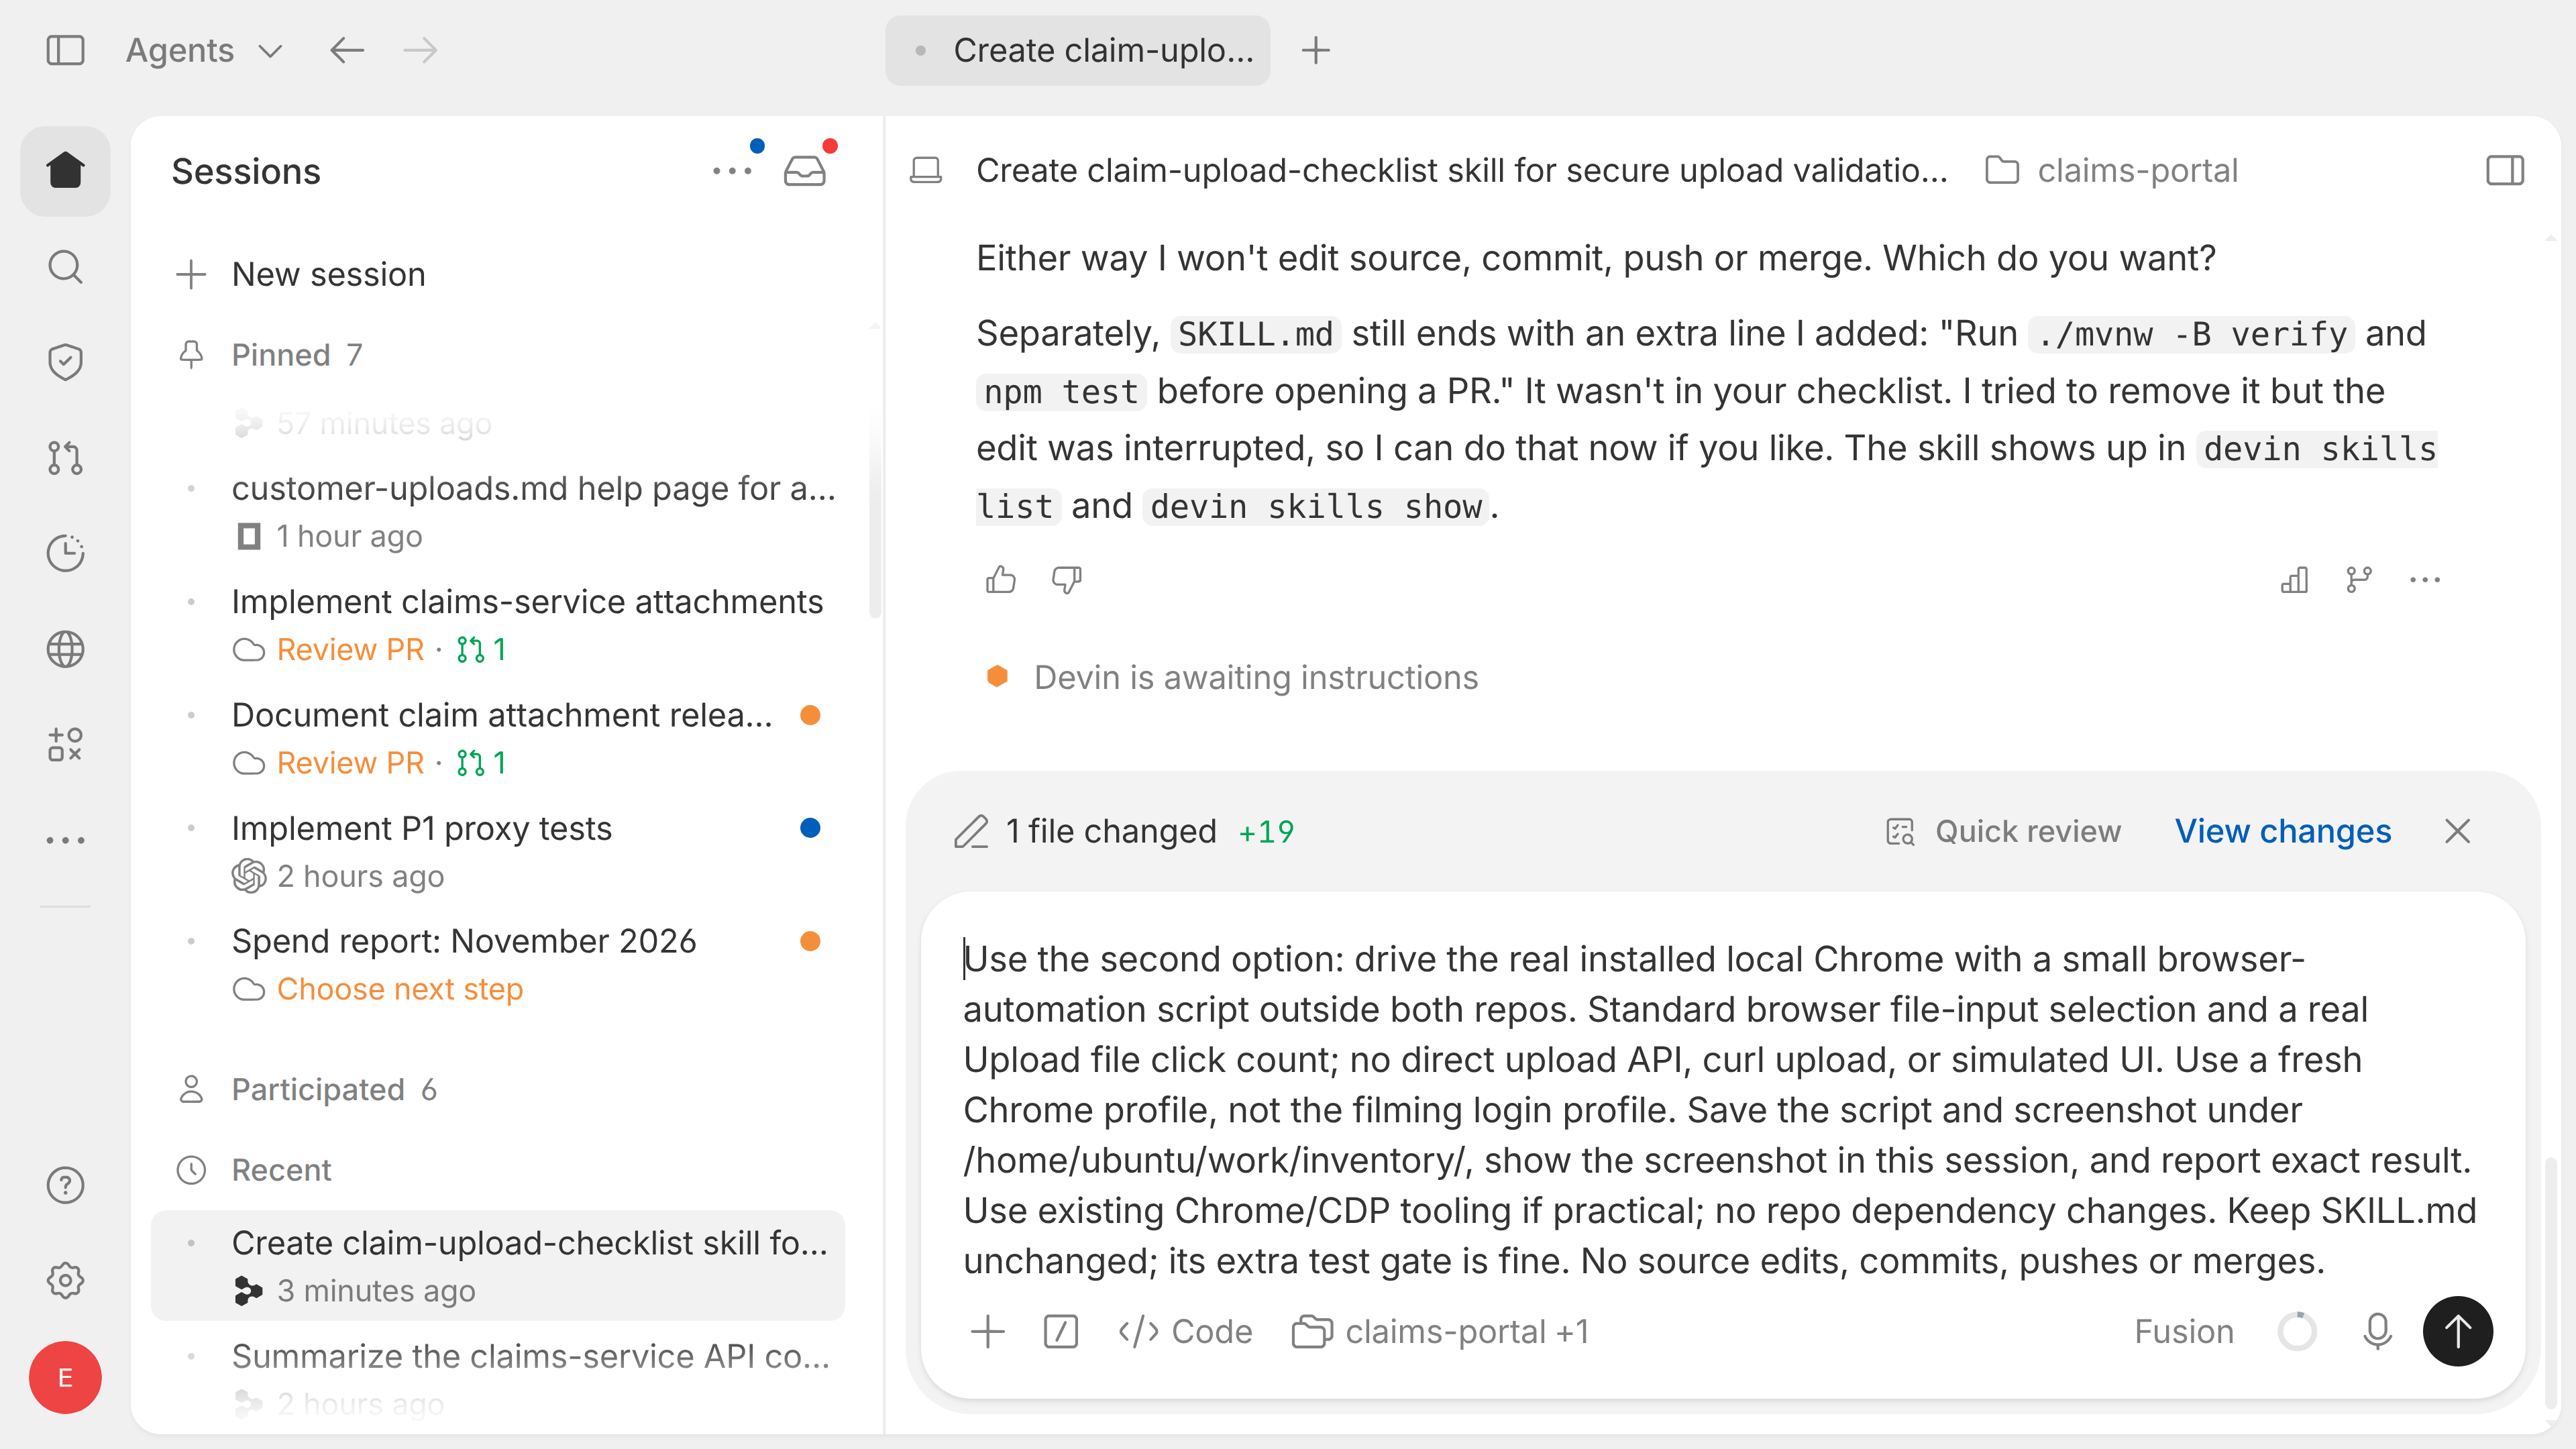 Agents
Create claim-uplo...
Sessions
New session
Pinned 7
57 minutes ago
customer-uploads.md help page for a...
1 hour ago
Implement claims-service attachments
Review PR · 1
Document claim attachment relea...
Review PR · 1
Implement P1 proxy tests
2 hours ago
Spend report: November 2026
Choose next step
Participated 6
Recent
Create claim-upload-checklist skill fo...
3 minutes ago
Summarize the claims-service API co...
2 hours ago
E
Create claim-upload-checklist skill for secure upload validatio...
claims-portal
Either way I won't edit source, commit, push or merge. Which do you want?
Separately, SKILL.md still ends with an extra line I added: "Run ./mvnw -B verify and
npm test before opening a PR." It wasn't in your checklist. I tried to remove it but the
edit was interrupted, so I can do that now if you like. The skill shows up in devin skills
list and devin skills show.
Devin is awaiting instructions
1 file changed +19
Quick review
View changes
Use the second option: drive the real installed local Chrome with a small browser-
automation script outside both repos. Standard browser file-input selection and a real
Upload file click count; no direct upload API, curl upload, or simulated UI. Use a fresh
Chrome profile, not the filming login profile. Save the script and screenshot under
/home/ubuntu/work/inventory/, show the screenshot in this session, and report exact result.
Use existing Chrome/CDP tooling if practical; no repo dependency changes. Keep SKILL.md
unchanged; its extra test gate is fine. No source edits, commits, pushes or merges.
Code
claims-portal +1
Fusion